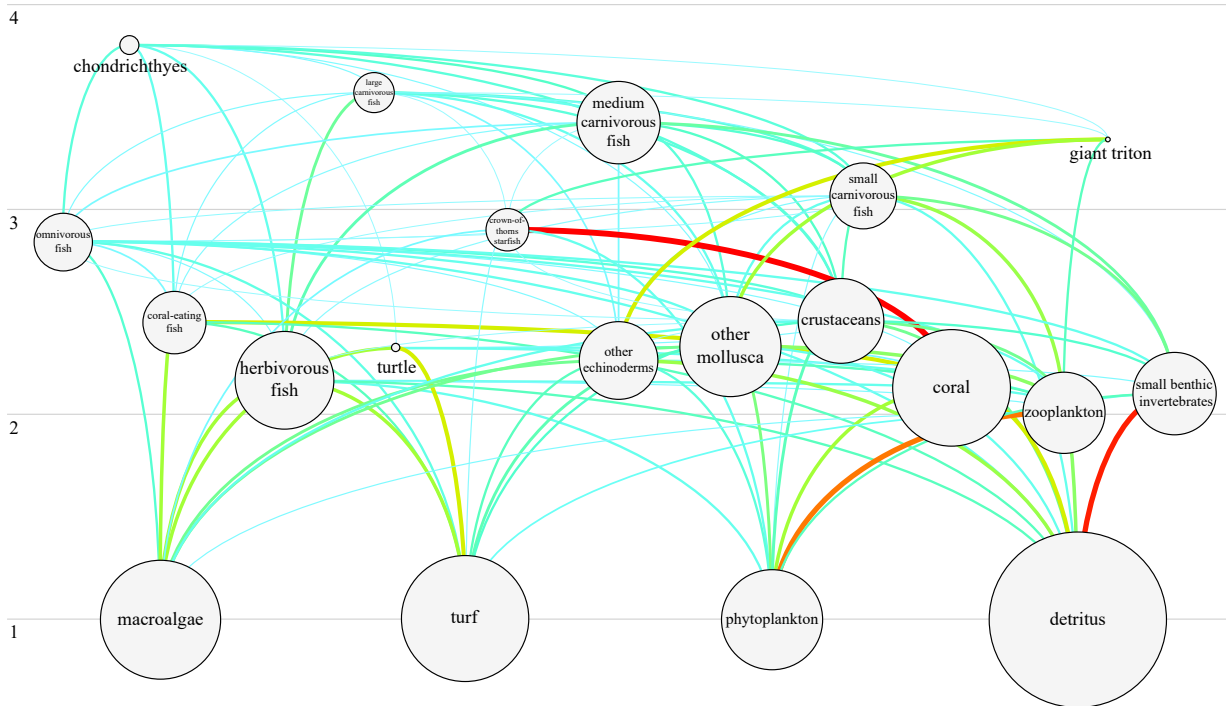 4
chondrichthyes
large
carnivorous
fish
medium
carnivorous
fish
giant triton
small
carnivorous
fish
3
omnivorous
fish
crown-of-
thoms
starfish
coral-eating
fish
crustaceans
other
mollusca
other
echinoderms
herbivorous
fish
turtle
coral
small benthic
invertebrates
zooplankton
2
macroalgae
turf
phytoplankton
detritus
1